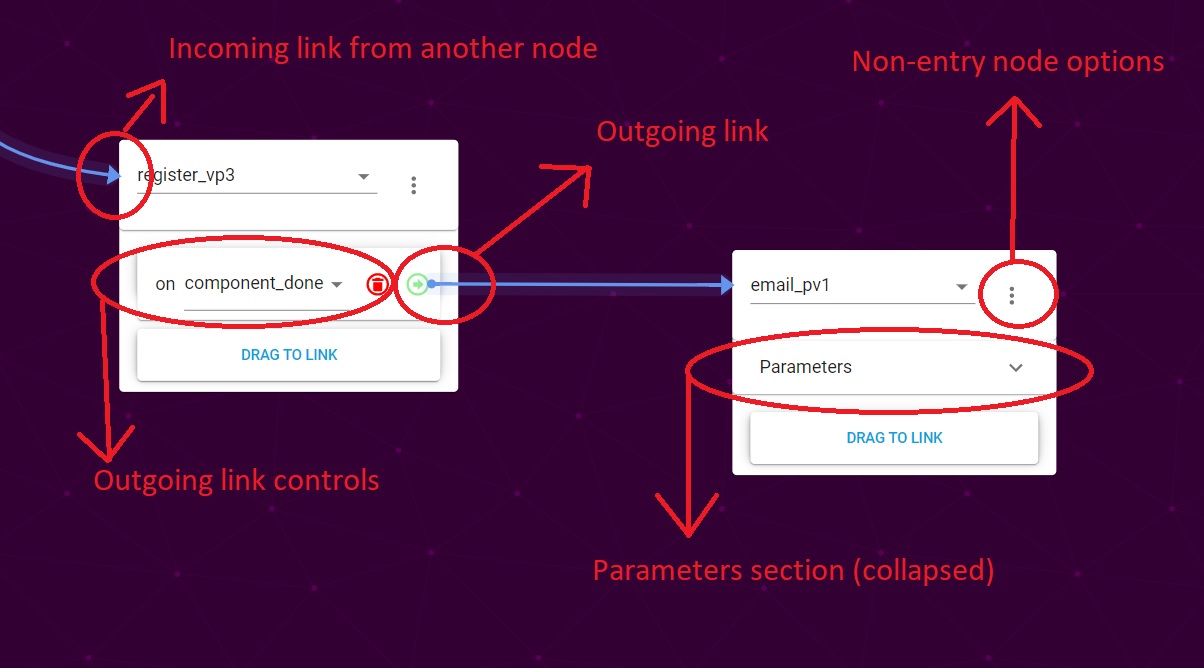 Incoming link from another node
Non-entry node options
Outgoing link
register_vp3
on component_done
email_pv1
DRAG TO LINK
Parameters
DRAG TO LINK
Outgoing link controls
Parameters section (collapsed)